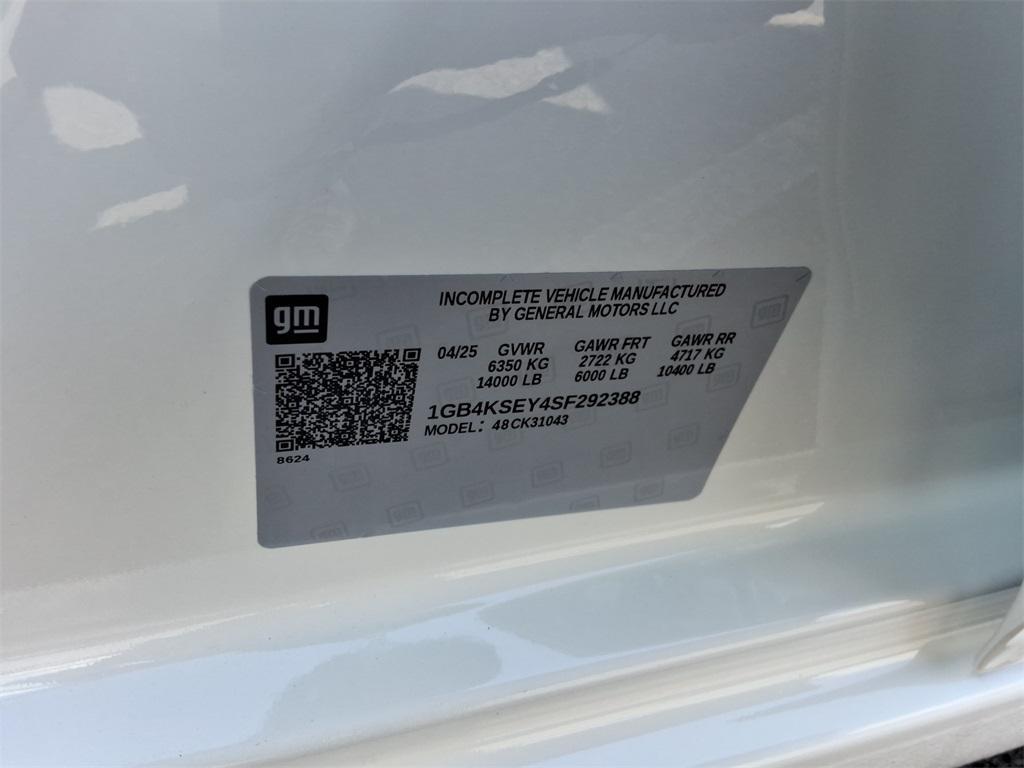 gm
INCOMPLETE VEHICLE MANUFACTURED
BY GENERAL MOTORS LLC
04/25 GVWR GAWR FRT GAWR RR
6350 KG 2722 KG 4717 KG
14000 LB 6000 LB 10400 LB
1GB4KSEY4SF292388
MODEL: 48CK31043
8624